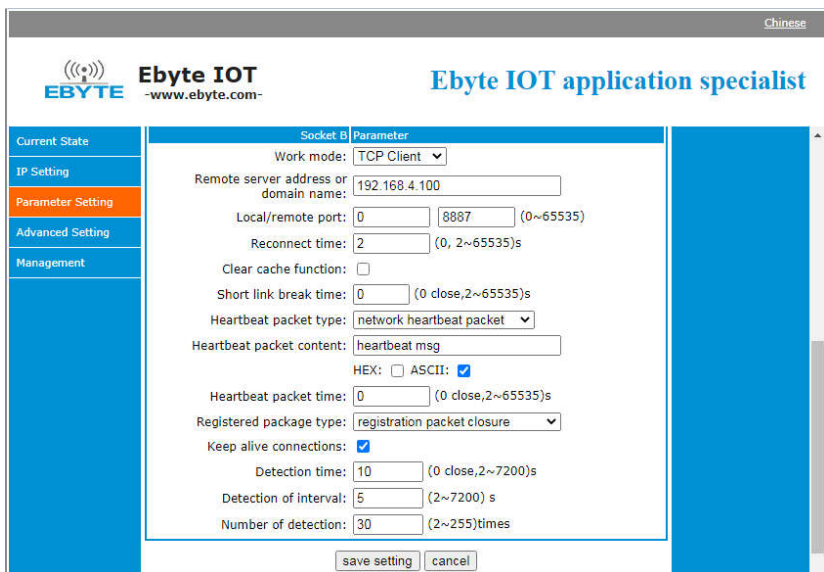 Chinese
EBYTE
Ebyte IOT
-www.ebyte.com-
Ebyte IOT application specialist
Current State
IP Setting
Parameter Setting
Advanced Setting
Management
Socket B Parameter
Work mode: TCP Client
Remote server address or
domain name: 192.168.4.100
Local/remote port: 0 8887 (0~65535)
Reconnect time: 2 (0, 2~65535)s
Clear cache function:
Short link break time: 0 (0 close,2~65535)s
Heartbeat packet type: network heartbeat packet
Heartbeat packet content: heartbeat msg
HEX: ASCII:
Heartbeat packet time: 0 (0 close,2~65535)s
Registered package type: registration packet closure
Keep alive connections:
Detection time: 10 (0 close,2~7200)s
Detection of interval: 5 (2~7200) s
Number of detection: 30 (2~255)times
save setting cancel